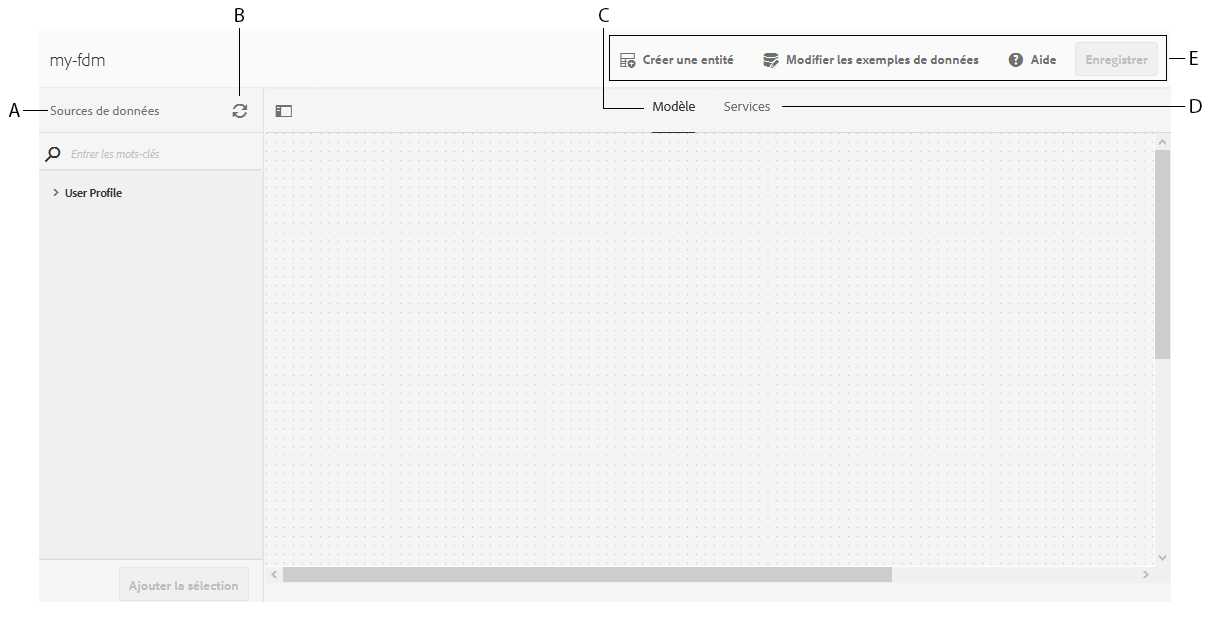 B
C
my-fdm
Créer une entité
Modifier les exemples de données
Aide
Enregistrer
E
A
Sources de données
Modèle
Services
D
Entrer les mots-clés
User Profile
Ajouter la sélection